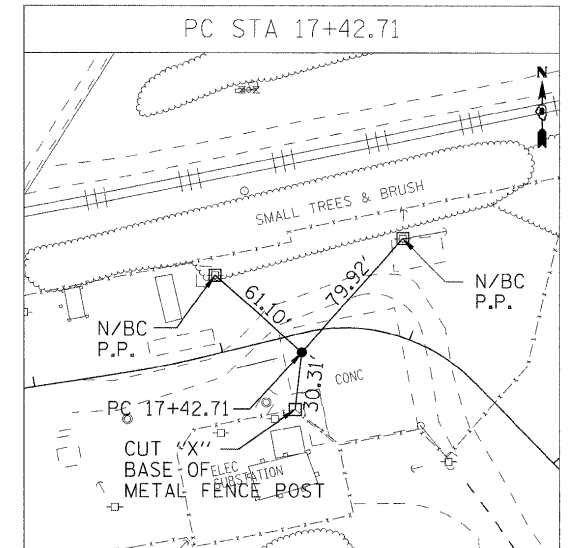 PC STA 17+42.71
N
SMALL TREES & BRUSH
N/BC
P.P.
61.10'
79.92'
N/BC
P.P.
PC 17+42.71
30.31'
CONC
CUT "X"
BASE OF
METAL FENCE POST
ELEC
SUBSTATION